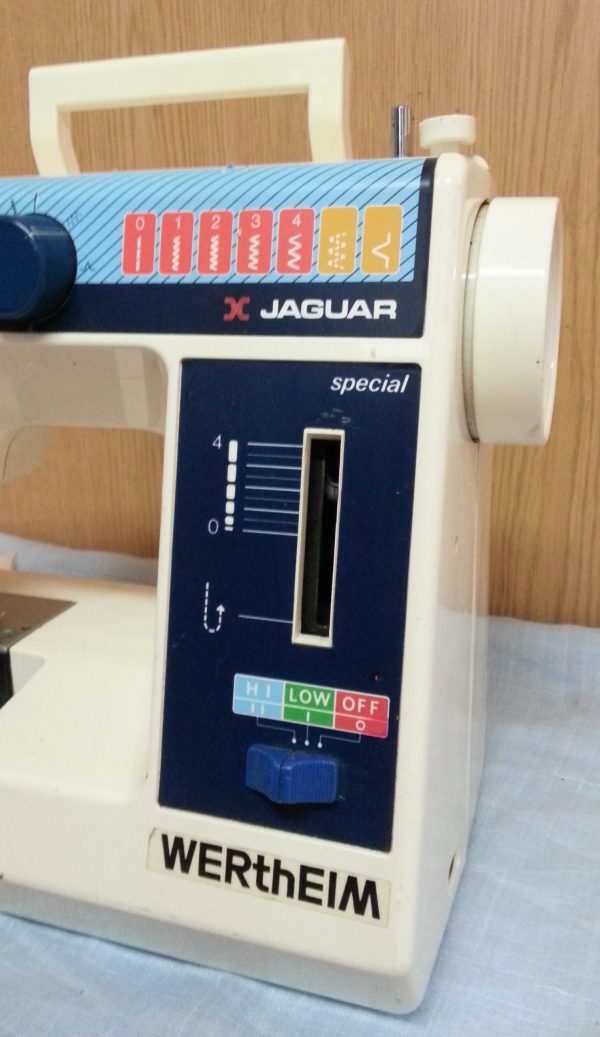 0 1 2 3 4
JAGUAR
special
4
0
HI LOW OFF
II I O
WERthEIM